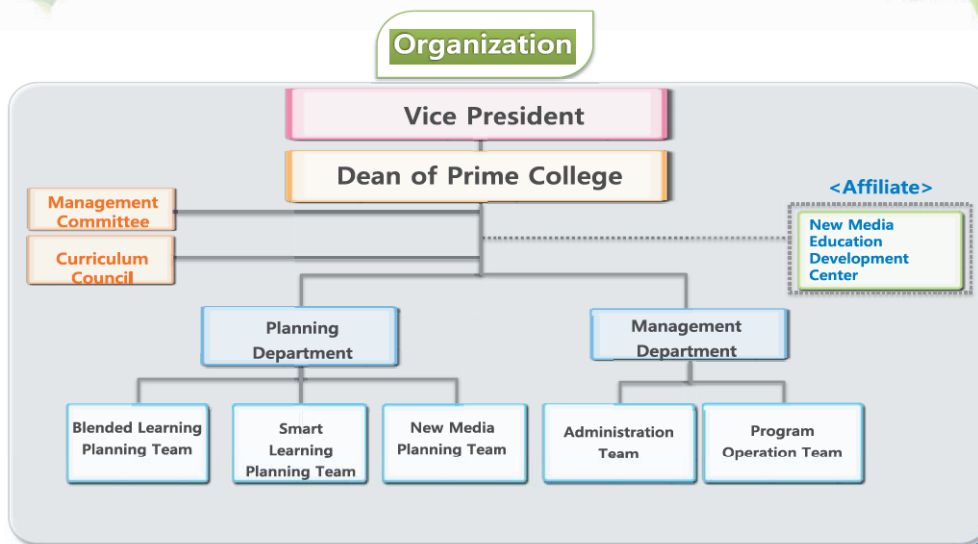 Organization
Vice President
Dean of Prime College
Management
Committee
Curriculum
Council
<Affiliate>
New Media
Education
Development
Center
Planning
Department
Management
Department
Blended Learning
Planning Team
Smart
Learning
Planning Team
New Media
Planning Team
Administration
Team
Program
Operation Team